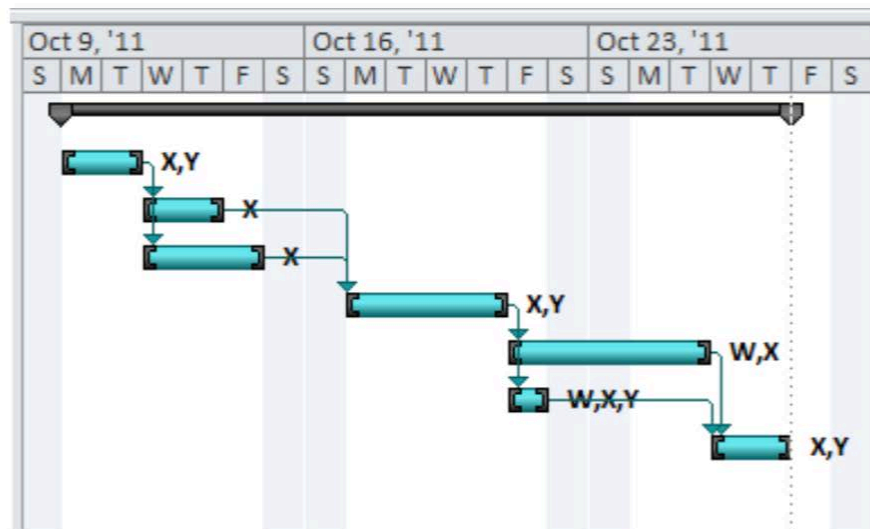 Oct 9, '11 Oct 16, '11 Oct 23, '11
S M T W T F S S M T W T F S S M T W T F S
X,Y
X
X
X,Y
W,X
W,X,Y
X,Y